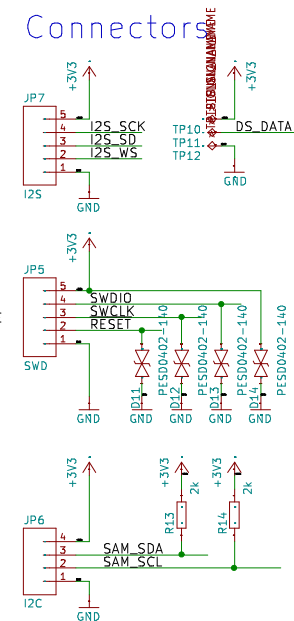 Connectors
+3V3
+3V3
JP7
5
4
3
2
1
I2S_SCK
I2S_SD
I2S_WS
I2S
GND
TP10
TP11
TP12
DS_DATA
GND
+3V3
JP5
5
4
3
2
1
SWDIO
SWCLK
RESET
SWD
PESD0402-140
PESD0402-140
PESD0402-140
PESD0402-140
D11
D12
D13
D14
GND
GND
GND
GND
GND
+3V3
+3V3
+3V3
2k
2k
R13
R14
JP6
4
3
2
1
SAM_SDA
SAM_SCL
I2C
GND